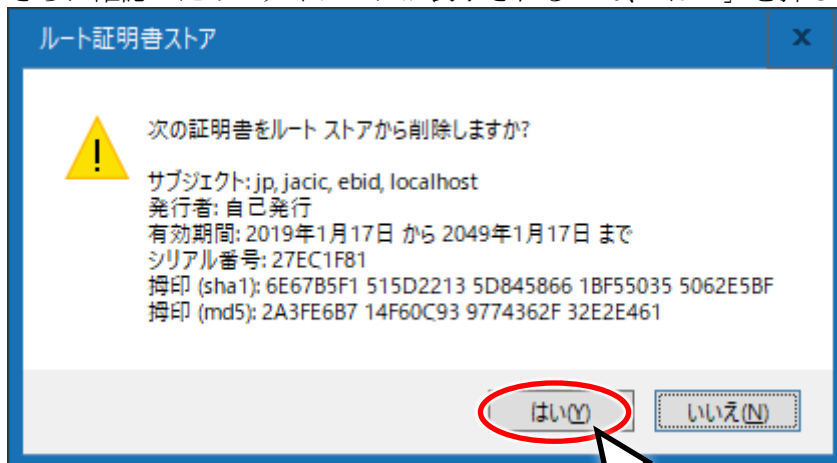 ルート証明書ストア
次の証明書をルート ストアから削除しますか?
サブジェクト: jp, jacic, ebid, localhost
発行者: 自己発行
有効期間: 2019年1月17日 から 2049年1月17日 まで
シリアル番号: 27EC1F81
拇印 (sha1): 6E67B5F1 515D2213 5D845866 1BF55035 5062E5BF
拇印 (md5): 2A3FE6B7 14F60C93 9774362F 32E2E461
はい(Y) いいえ(N)